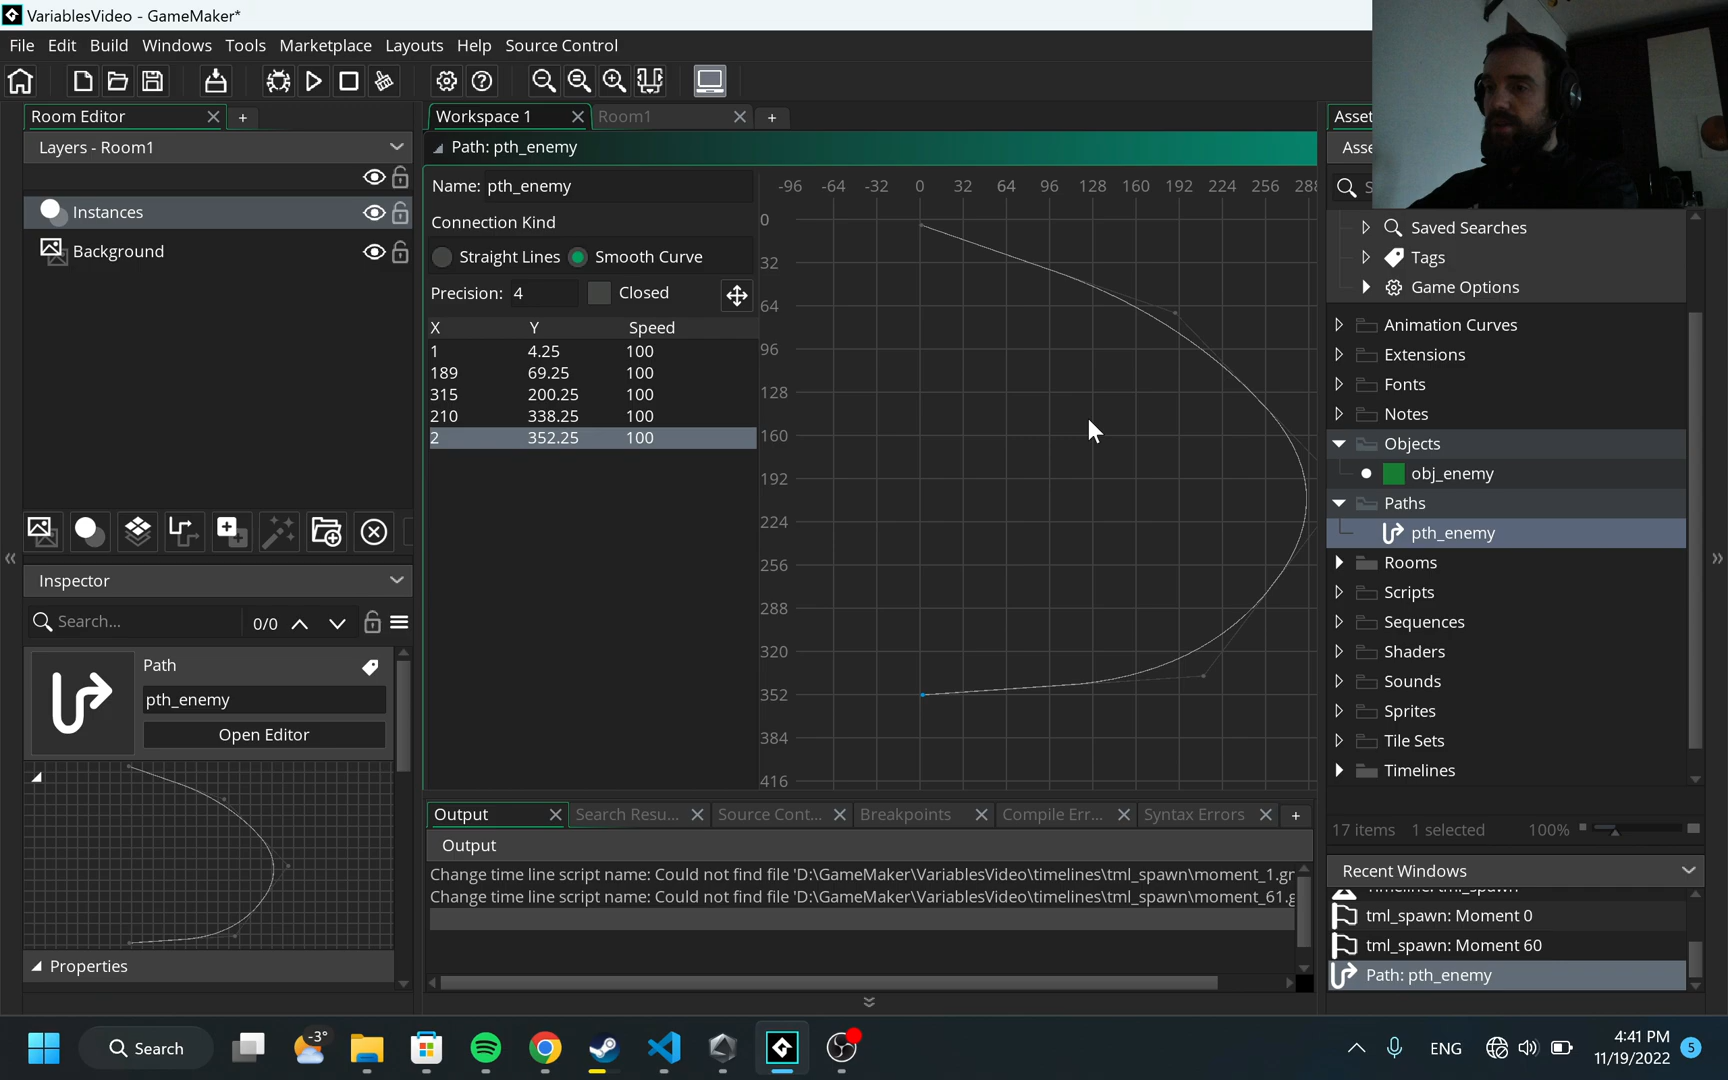 VariablesVideo - GameMaker*
File Edit Build Windows Tools Marketplace Layouts Help Source Control
Room Editor
Layers - Room1
Instances
Background
Inspector
Search... 0/0
Path
pth_enemy
Open Editor
Properties
Workspace 1
Room1
Path: pth_enemy
Name: pth_enemy
Connection Kind
Straight Lines Smooth Curve
Precision: 4 Closed
X Y Speed
1 4.25 100
189 69.25 100
315 200.25 100
210 338.25 100
2 352.25 100
-96 -64 -32 0 32 64 96 128 160 192 224 256
0
32
64
96
128
160
192
224
256
288
320
352
384
416
Output Search Resu... Source Cont... Breakpoints Compile Err... Syntax Errors
Output
Change time line script name: Could not find file 'D:\GameMaker\VariablesVideo\timelines\tml_spawn\moment_1.gr
Change time line script name: Could not find file 'D:\GameMaker\VariablesVideo\timelines\tml_spawn\moment_61.g
Saved Searches
Tags
Game Options
Animation Curves
Extensions
Fonts
Notes
Objects
obj_enemy
Paths
pth_enemy
Rooms
Scripts
Sequences
Shaders
Sounds
Sprites
Tile Sets
Timelines
17 items 1 selected 100%
Recent Windows
tml_spawn: Moment 0
tml_spawn: Moment 60
Path: pth_enemy
Search
-3°
ENG
4:41 PM
11/19/2022
5